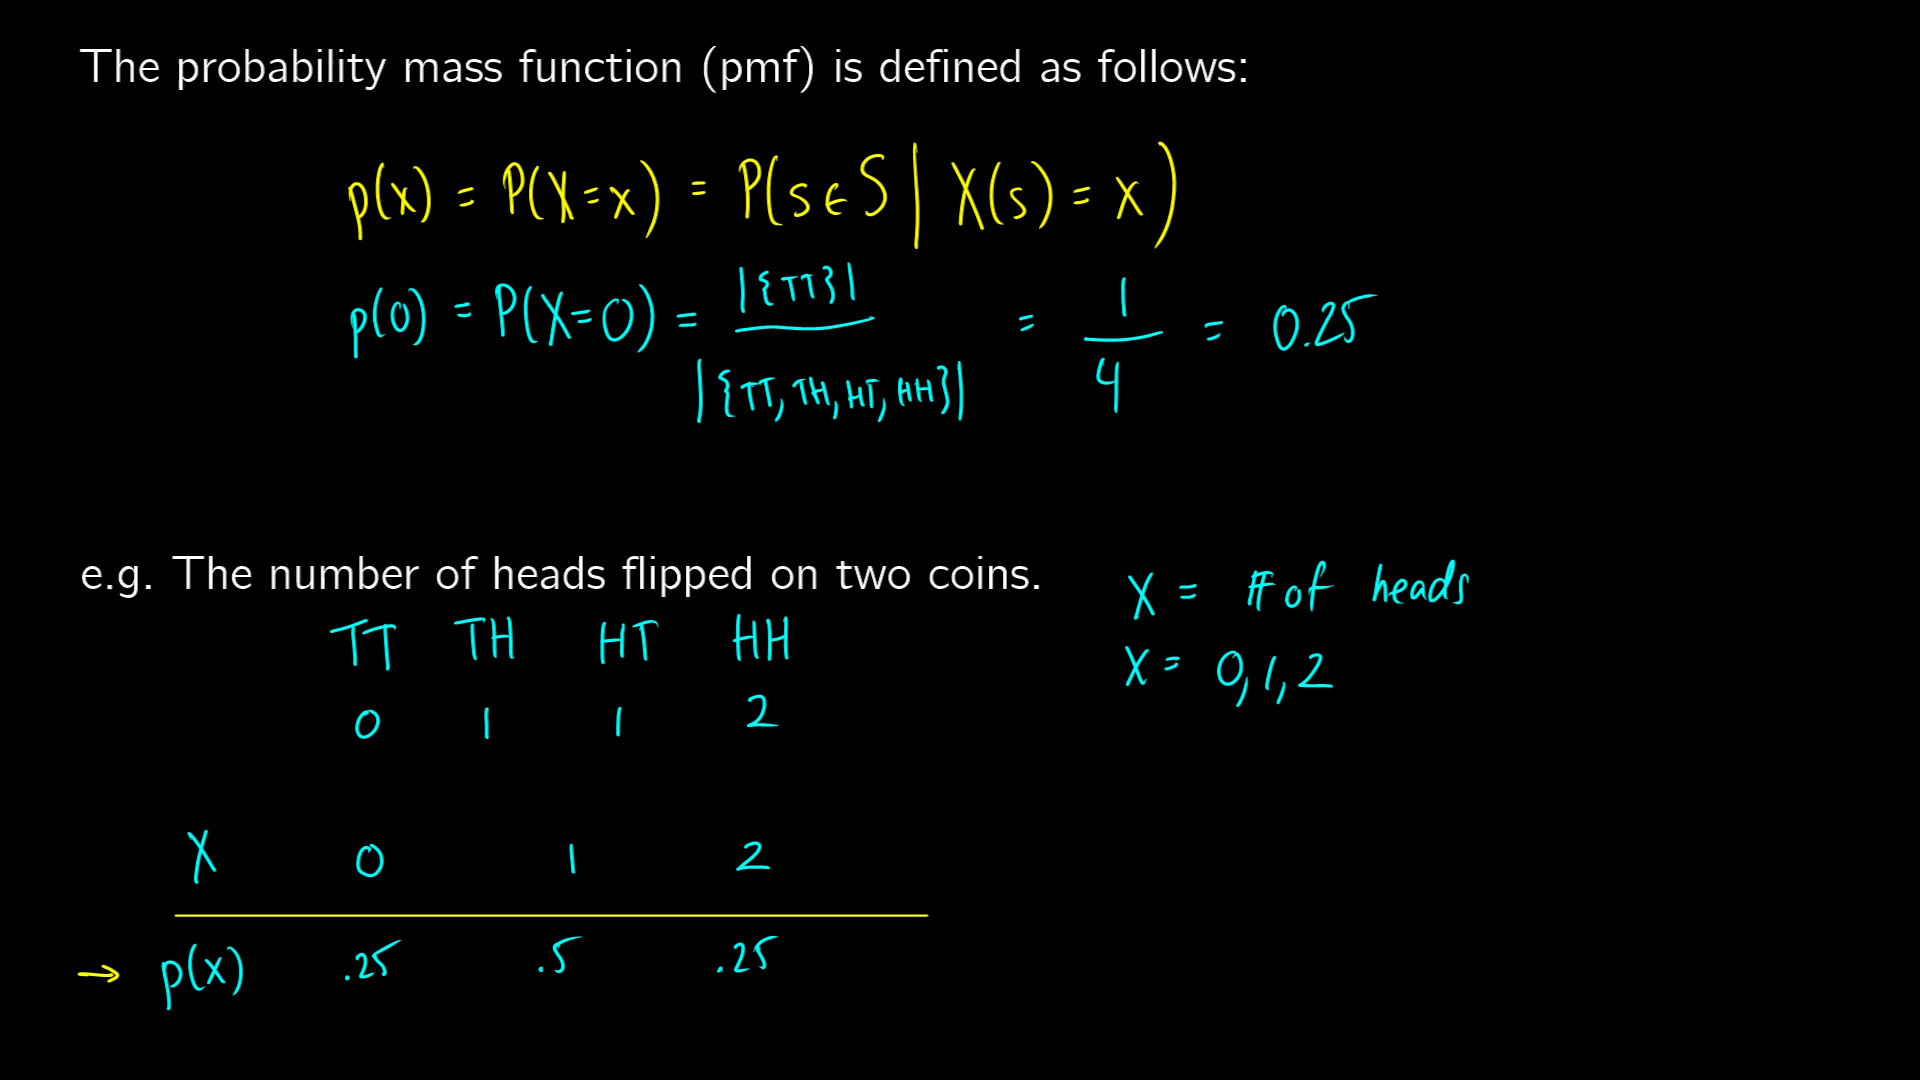 The probability mass function (pmf) is defined as follows:
p(x) = P(X=x) = P(s∈S | X(s) = x)
p(0) = P(X=0) = |{TT}| / |{TT, TH, HT, HH}| = 1/4 = 0.25
e.g. The number of heads flipped on two coins.
X = # of heads
TT TH HT HH
X = 0,1,2
0 1 1 2
X 0 1 2
→ p(x) .25 .5 .25